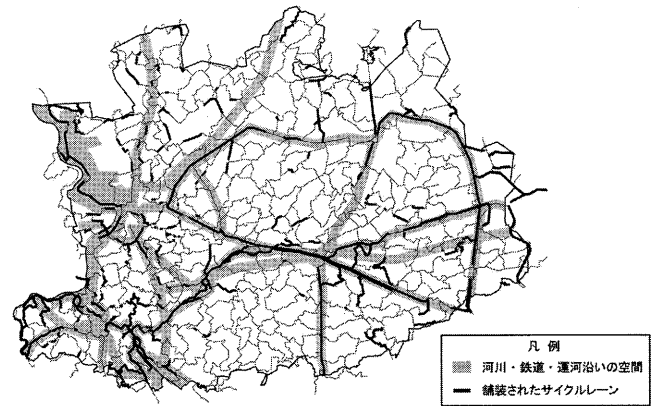 凡例
河川・鉄道・運河沿いの空間
舗装されたサイクルレーン